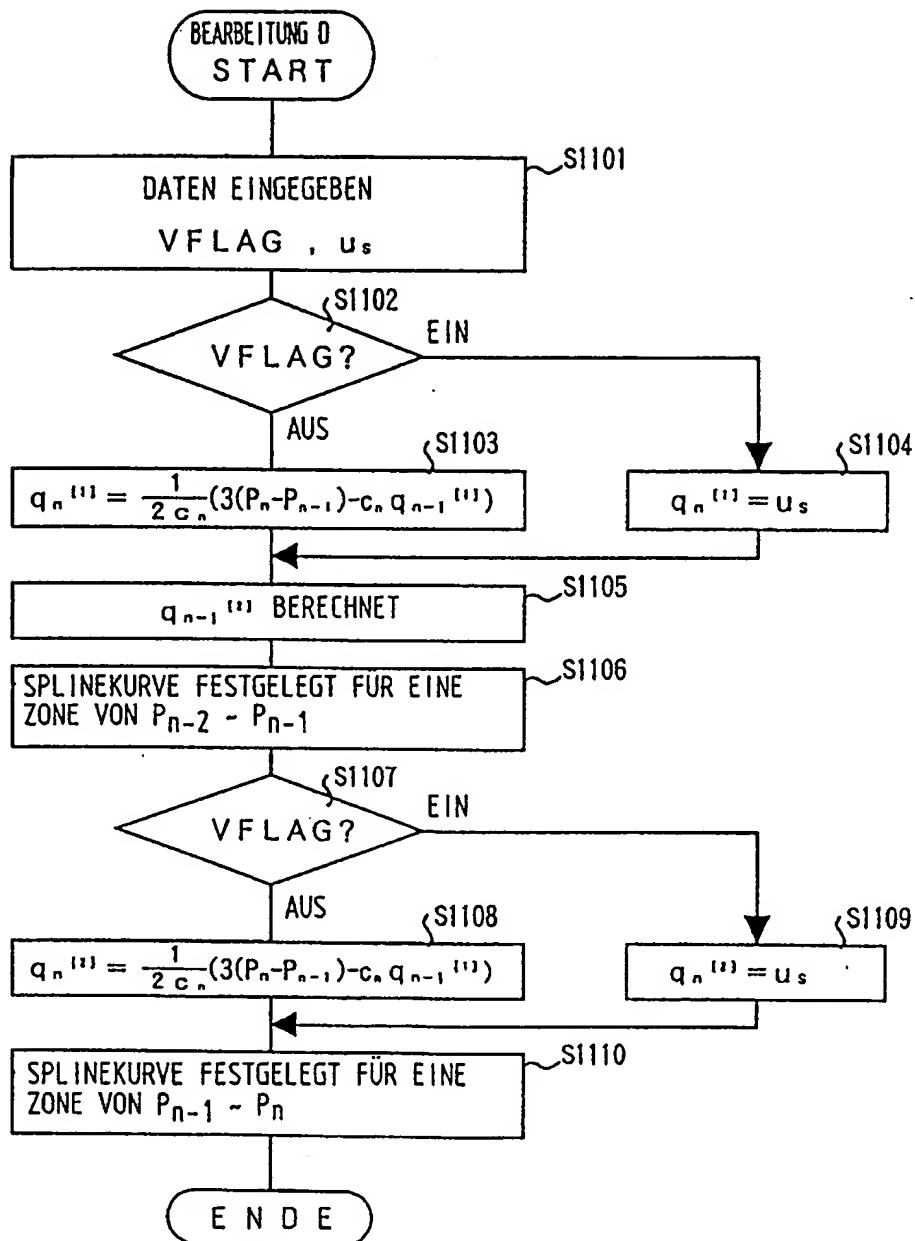 BEARBEITUNG D
START
S1101
DATEN EINGEGEBEN
VFLAG , us
S1102
VFLAG?
EIN
AUS
S1103
qn[1] = 1/2cn (3(Pn-Pn-1)-cn qn-1[1])
S1104
qn[1] = us
S1105
qn-1[2] BERECHNET
S1106
SPLINEKURVE FESTGELEGT FÜR EINE
ZONE VON Pn-2 ~ Pn-1
S1107
VFLAG?
EIN
AUS
S1108
qn[2] = 1/2cn (3(Pn-Pn-1)-cn qn-1[1])
S1109
qn[2] = us
S1110
SPLINEKURVE FESTGELEGT FÜR EINE
ZONE VON Pn-1 ~ Pn
ENDE